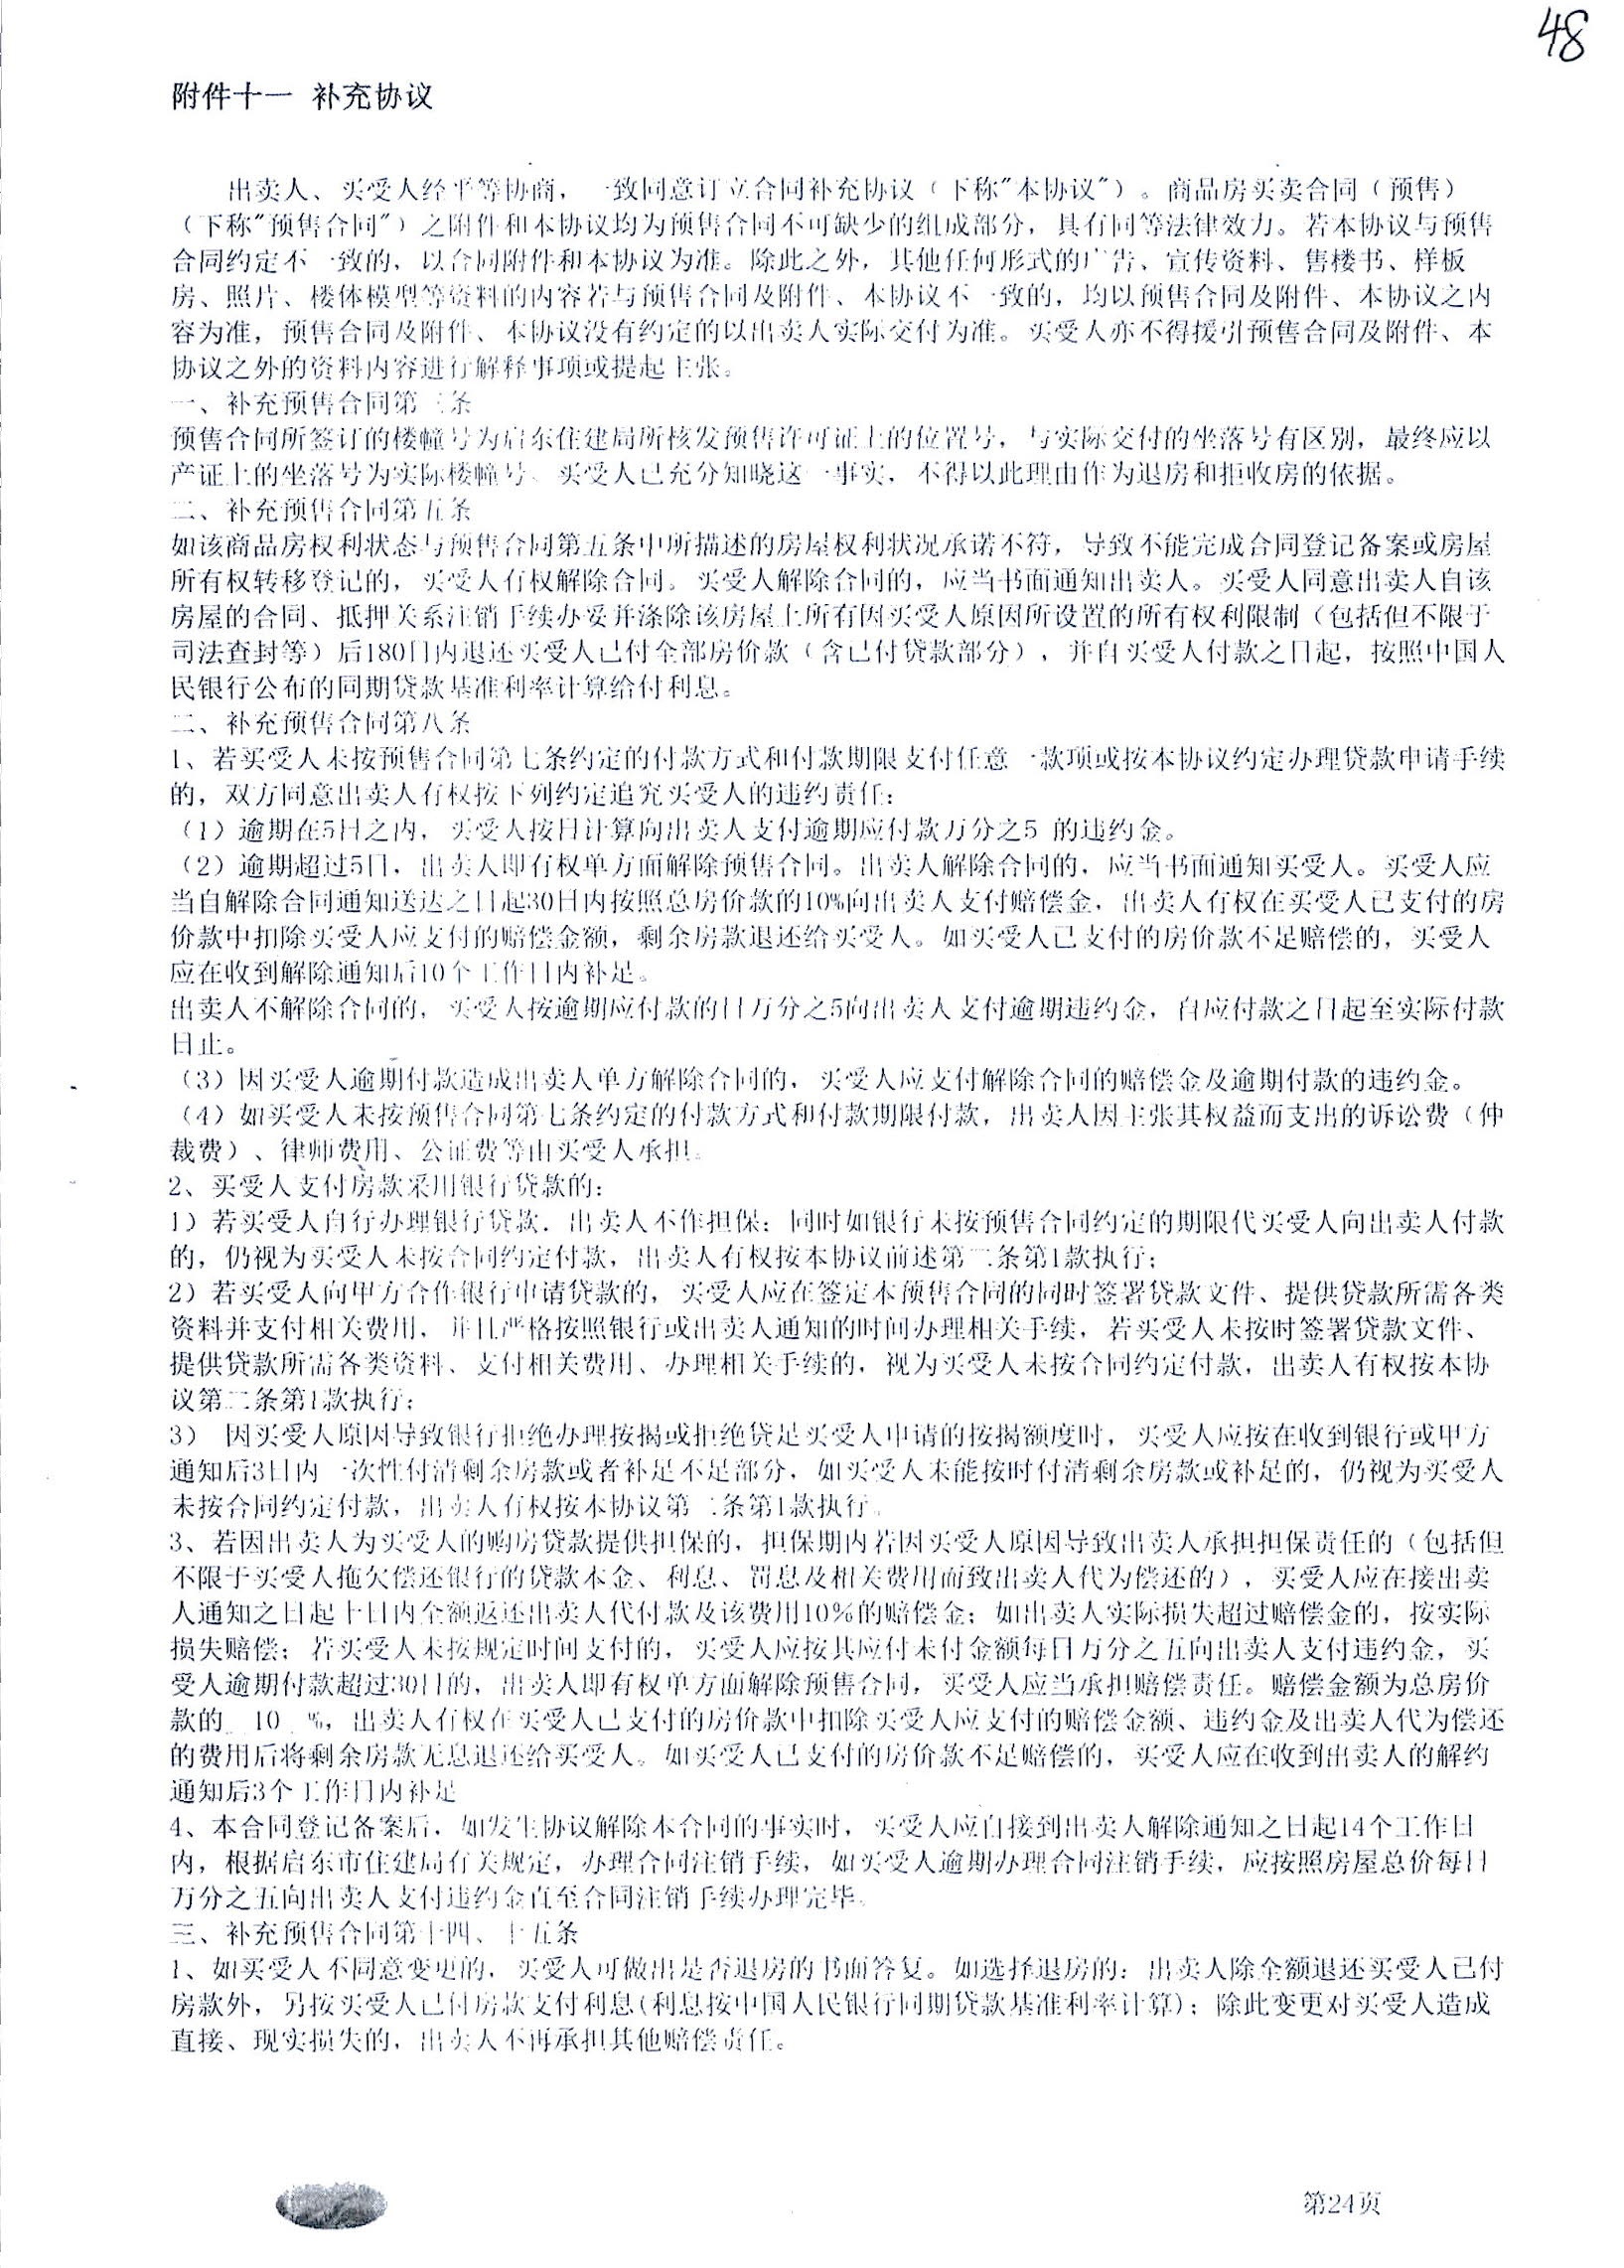 48
附件十一 补充协议
出卖人、买受人经平等协商，一致同意订立合同补充协议（下称"本协议"）。商品房买卖合同（预售）
（下称"预售合同"）之附件和本协议均为预售合同不可缺少的组成部分，具有同等法律效力。若本协议与预售
合同约定不一致的，以合同附件和本协议为准。除此之外，其他任何形式的广告、宣传资料、售楼书、样板
房、照片、楼体模型等资料的内容若与预售合同及附件、本协议不一致的，均以预售合同及附件、本协议之内
容为准，预售合同及附件、本协议没有约定的以出卖人实际交付为准。买受人亦不得援引预售合同及附件、本
协议之外的资料内容进行解释事项或提起主张。
一、补充预售合同第三条
预售合同所签订的楼幢号为启东住建局所核发预售许可证上的位置号，与实际交付的坐落号有区别，最终应以
产证上的坐落号为实际楼幢号、买受人已充分知晓这一事实，不得以此理由作为退房和拒收房的依据。
二、补充预售合同第五条
如该商品房权利状态与预售合同第五条中所描述的房屋权利状况承诺不符，导致不能完成合同登记备案或房屋
所有权转移登记的，买受人有权解除合同。买受人解除合同的，应当书面通知出卖人。买受人同意出卖人自该
房屋的合同、抵押关系注销手续办妥并涤除该房屋上所有因买受人原因所设置的所有权利限制（包括但不限于
司法查封等）后180日内退还买受人已付全部房价款（含已付贷款部分），并自买受人付款之日起，按照中国人
民银行公布的同期贷款基准利率计算给付利息。
二、补充预售合同第八条
1、若买受人未按预售合同第七条约定的付款方式和付款期限支付任意一款项或按本协议约定办理贷款申请手续
的，双方同意出卖人有权按下列约定追究买受人的违约责任：
（1）逾期在5日之内，买受人按日计算向出卖人支付逾期应付款万分之5 的违约金。
（2）逾期超过5日，出卖人即有权单方面解除预售合同。出卖人解除合同的，应当书面通知买受人。买受人应
当自解除合同通知送达之日起30日内按照总房价款的10%向出卖人支付赔偿金，出卖人有权在买受人已支付的房
价款中扣除买受人应支付的赔偿金额，剩余房款退还给买受人。如买受人已支付的房价款不足赔偿的，买受人
应在收到解除通知后10个工作日内补足。
出卖人不解除合同的，买受人按逾期应付款的日万分之5向出卖人支付逾期违约金，自应付款之日起至实际付款
日止。
（3）因买受人逾期付款造成出卖人单方解除合同的，买受人应支付解除合同的赔偿金及逾期付款的违约金。
（4）如买受人未按预售合同第七条约定的付款方式和付款期限付款，出卖人因主张其权益而支出的诉讼费（仲
裁费）、律师费用、公证费等由买受人承担。
2、买受人支付房款采用银行贷款的：
1）若买受人自行办理银行贷款．出卖人不作担保；同时如银行未按预售合同约定的期限代买受人向出卖人付款
的，仍视为买受人未按合同约定付款，出卖人有权按本协议前述第二条第1款执行；
2）若买受人向甲方合作银行申请贷款的，买受人应在签定本预售合同的同时签署贷款文件、提供贷款所需各类
资料并支付相关费用，并且严格按照银行或出卖人通知的时间办理相关手续，若买受人未按时签署贷款文件、
提供贷款所需各类资料、支付相关费用、办理相关手续的，视为买受人未按合同约定付款，出卖人有权按本协
议第二条第1款执行；
3） 因买受人原因导致银行拒绝办理按揭或拒绝贷足买受人申请的按揭额度时，买受人应按在收到银行或甲方
通知后3日内一次性付清剩余房款或者补足不足部分，如买受人未能按时付清剩余房款或补足的，仍视为买受人
未按合同约定付款，出卖人有权按本协议第二条第1款执行。
3、若因出卖人为买受人的购房贷款提供担保的，担保期内若因买受人原因导致出卖人承担担保责任的（包括但
不限于买受人拖欠偿还银行的贷款本金、利息、罚息及相关费用而致出卖人代为偿还的），买受人应在接出卖
人通知之日起十日内全额返还出卖人代付款及该费用10%的赔偿金；如出卖人实际损失超过赔偿金的，按实际
损失赔偿；若买受人未按规定时间支付的，买受人应按其应付未付金额每日万分之五向出卖人支付违约金，买
受人逾期付款超过30日的，出卖人即有权单方面解除预售合同，买受人应当承担赔偿责任。赔偿金额为总房价
款的 10 %，出卖人有权在买受人已支付的房价款中扣除买受人应支付的赔偿金额、违约金及出卖人代为偿还
的费用后将剩余房款无息退还给买受人。如买受人已支付的房价款不足赔偿的，买受人应在收到出卖人的解约
通知后3个工作日内补足
4、本合同登记备案后，如发生协议解除本合同的事实时，买受人应自接到出卖人解除通知之日起14个工作日
内，根据启东市住建局有关规定，办理合同注销手续，如买受人逾期办理合同注销手续，应按照房屋总价每日
万分之五向出卖人支付违约金直至合同注销手续办理完毕。
三、补充预售合同第十四、十五条
1、如买受人不同意变更的，买受人可做出是否退房的书面答复。如选择退房的：出卖人除全额退还买受人已付
房款外，另按买受人已付房款支付利息(利息按中国人民银行同期贷款基准利率计算)；除此变更对买受人造成
直接、现实损失的，出卖人不再承担其他赔偿责任。
第24页